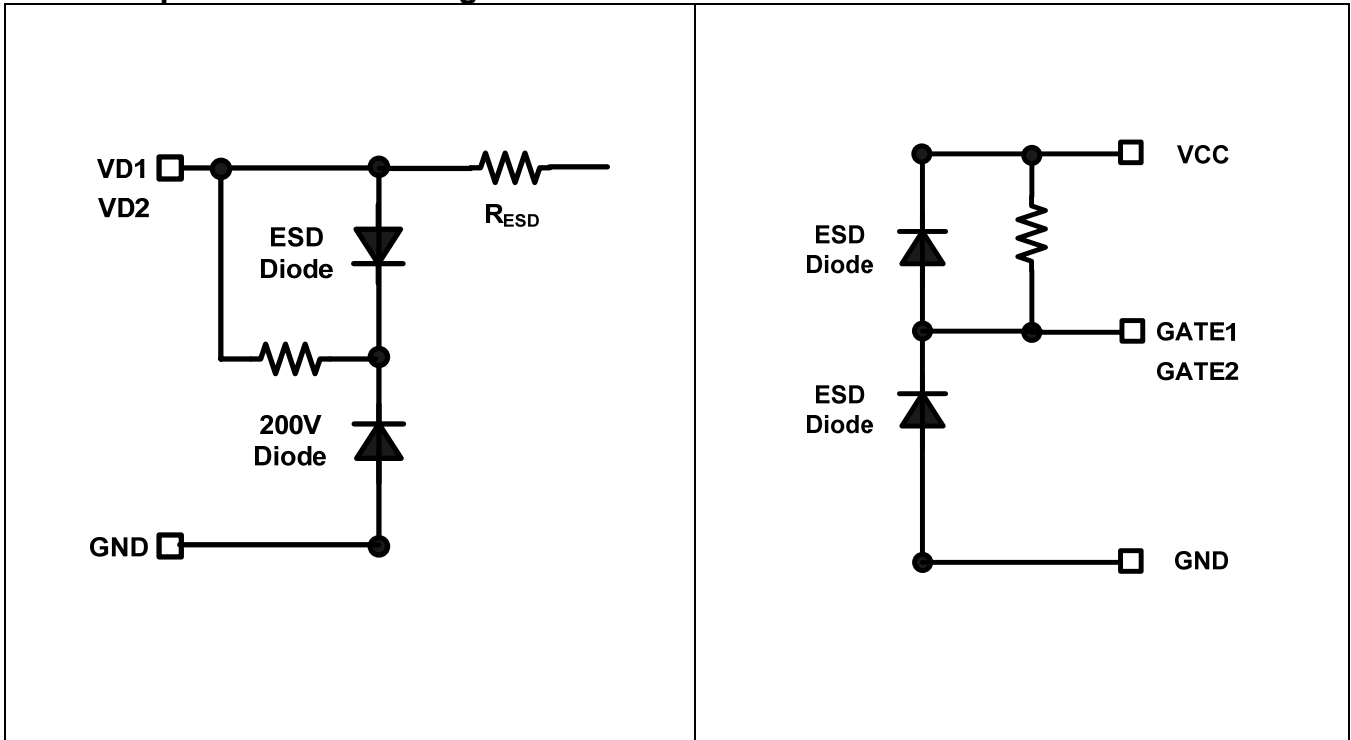 VD1
VD2
ESD
Diode
RESD
200V
Diode
GND
VCC
ESD
Diode
GATE1
GATE2
ESD
Diode
GND